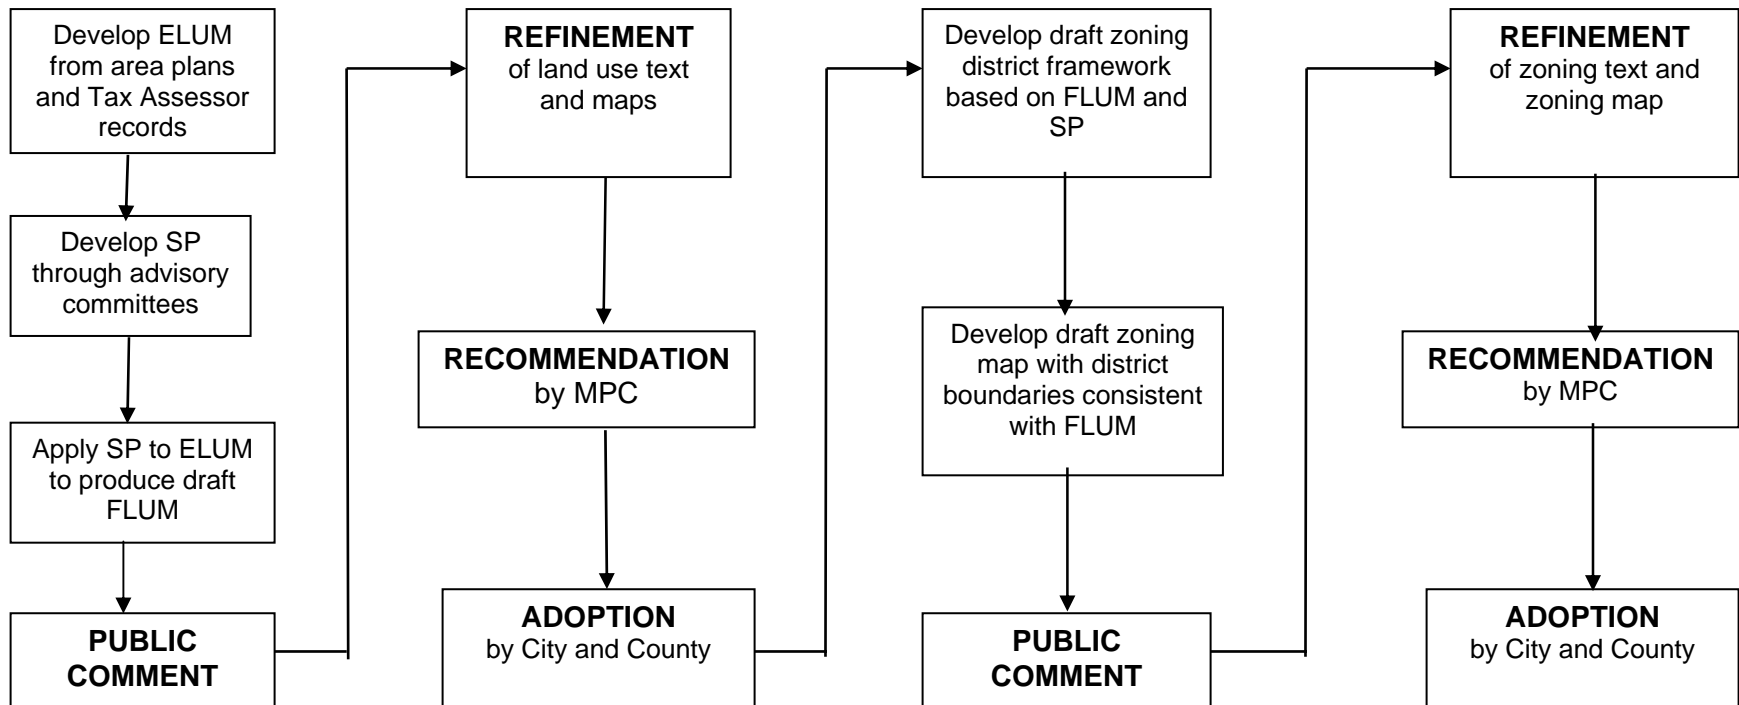 Develop ELUM
from area plans
and Tax Assessor
records
Develop SP
through advisory
committees
Apply SP to ELUM
to produce draft
FLUM
PUBLIC
COMMENT
REFINEMENT
of land use text
and maps
RECOMMENDATION
by MPC
ADOPTION
by City and County
Develop draft zoning
district framework
based on FLUM and
SP
Develop draft zoning
map with district
boundaries consistent
with FLUM
PUBLIC
COMMENT
REFINEMENT
of zoning text and
zoning map
RECOMMENDATION
by MPC
ADOPTION
by City and County